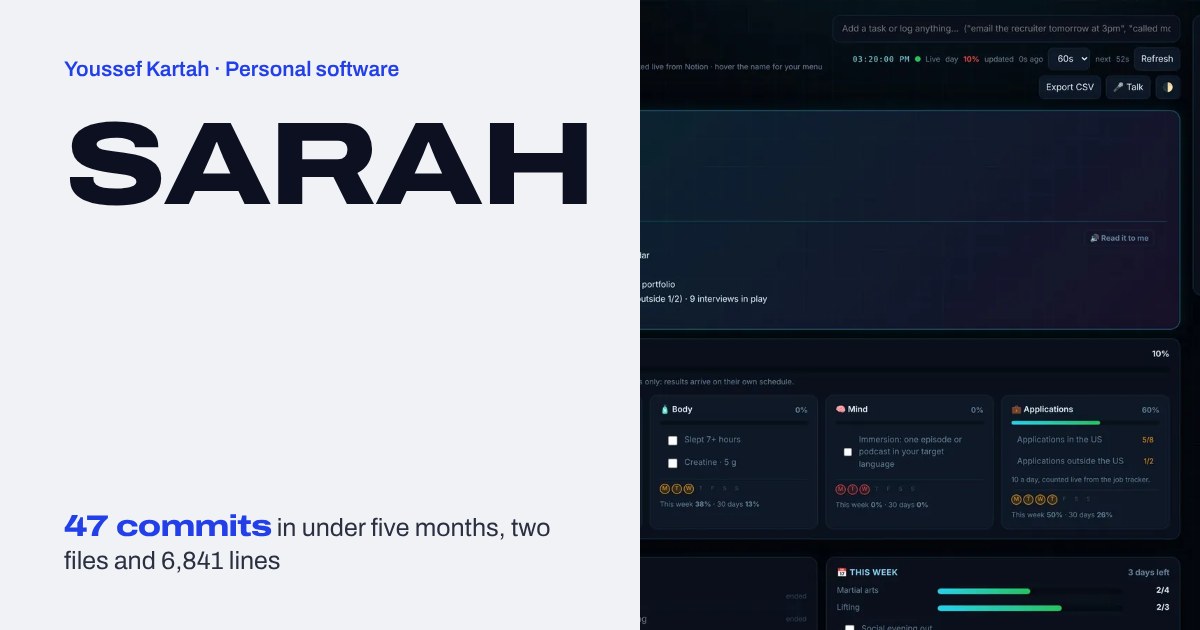 Youssef Kartah · Personal software
SARAH
47 commits in under five months, two
files and 6,841 lines
Add a task or log anything... ("email the recruiter tomorrow at 3pm", "called mo
ed live from Notion · hover the name for your menu
03:20:00 PM Live day 10% updated 0s ago 60s next 52s Refresh
Export CSV 🎤 Talk 🌗
🔊 Read it to me
lar
portfolio
outside 1/2) · 9 interviews in play
10%
s only: results arrive on their own schedule.
🧴 Body 0%
Slept 7+ hours
Creatine · 5 g
M T W T F S S
This week 38% · 30 days 13%
🧠 Mind 0%
Immersion: one episode or
podcast in your target
language
M T W T F S S
This week 0% · 30 days 0%
💼 Applications 60%
Applications in the US 5/8
Applications outside the US 1/2
10 a day, counted live from the job tracker.
M T W T F S S
This week 50% · 30 days 26%
ended
ended
📅 THIS WEEK 3 days left
Martial arts 2/4
Lifting 2/3
Social evening out